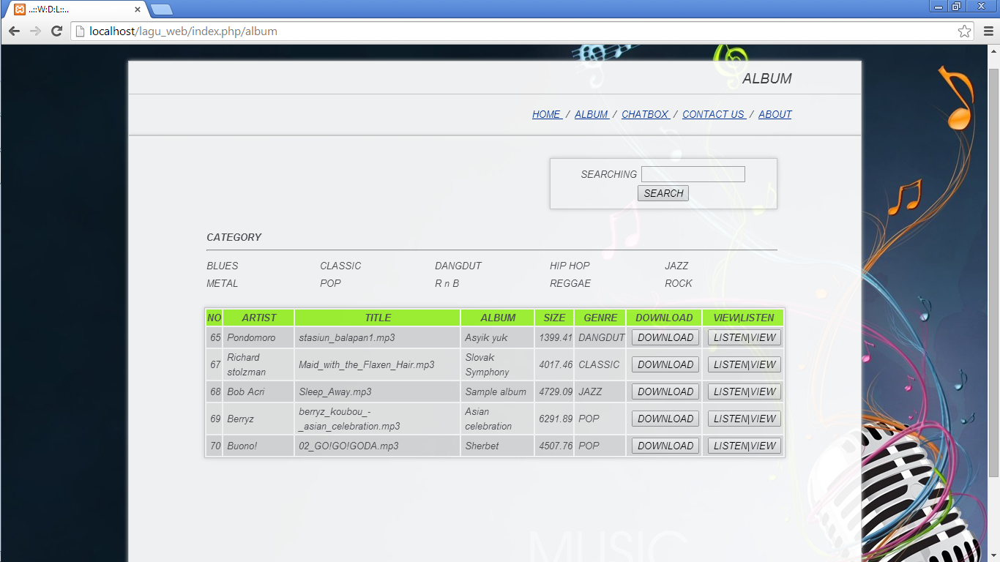 ..::W:D:L::..
localhost/lagu_web/index.php/album
ALBUM
HOME / ALBUM / CHATBOX / CONTACT US / ABOUT
SEARCHING
SEARCH
CATEGORY
BLUES CLASSIC DANGDUT HIP HOP JAZZ
METAL POP R n B REGGAE ROCK
NO ARTIST TITLE ALBUM SIZE GENRE DOWNLOAD VIEW|LISTEN
65 Pondomoro stasiun_balapan1.mp3 Asyik yuk 1399.41 DANGDUT DOWNLOAD LISTEN|VIEW
67 Richard stolzman Maid_with_the_Flaxen_Hair.mp3 Slovak Symphony 4017.46 CLASSIC DOWNLOAD LISTEN|VIEW
68 Bob Acri Sleep_Away.mp3 Sample album 4729.09 JAZZ DOWNLOAD LISTEN|VIEW
69 Berryz berryz_koubou_-_asian_celebration.mp3 Asian celebration 6291.89 POP DOWNLOAD LISTEN|VIEW
70 Buono! 02_GO!GO!GODA.mp3 Sherbet 4507.76 POP DOWNLOAD LISTEN|VIEW
MUSIC